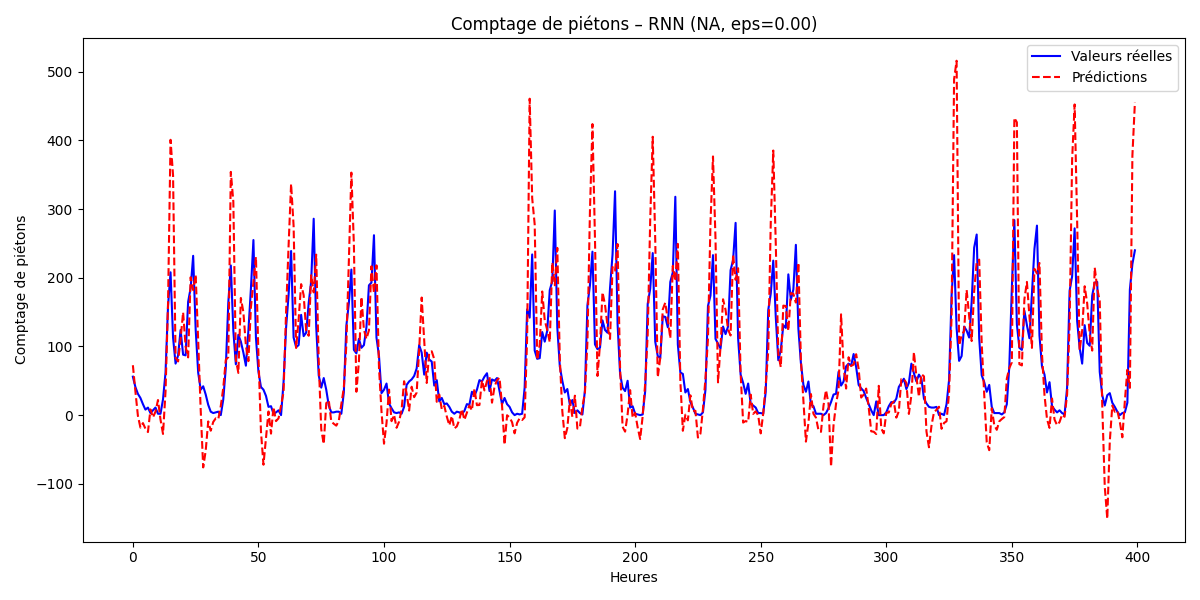 Comptage de piétons – RNN (NA, eps=0.00)
Valeurs réelles
Prédictions
Comptage de piétons
500
400
300
200
100
0
−100
0 50 100 150 200 250 300 350 400
Heures